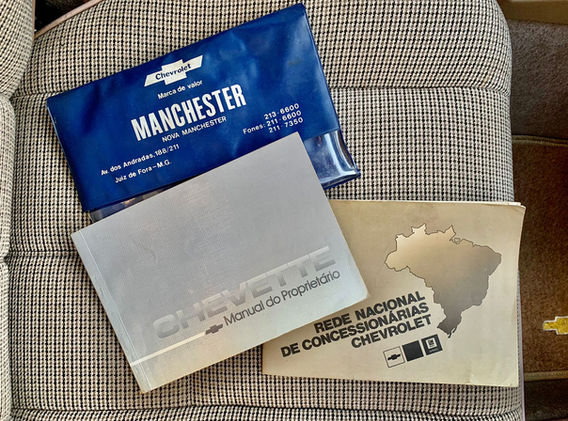 Chevrolet
Marca de valor
MANCHESTER
NOVA MANCHESTER
213-6600
Fones: 211-6600
211-7350
Av. dos Andradas, 188/211
Juiz de Fora-M.G.
CHEVETTE
Manual do Proprietário
REDE NACIONAL
DE CONCESSIONÁRIAS
CHEVROLET